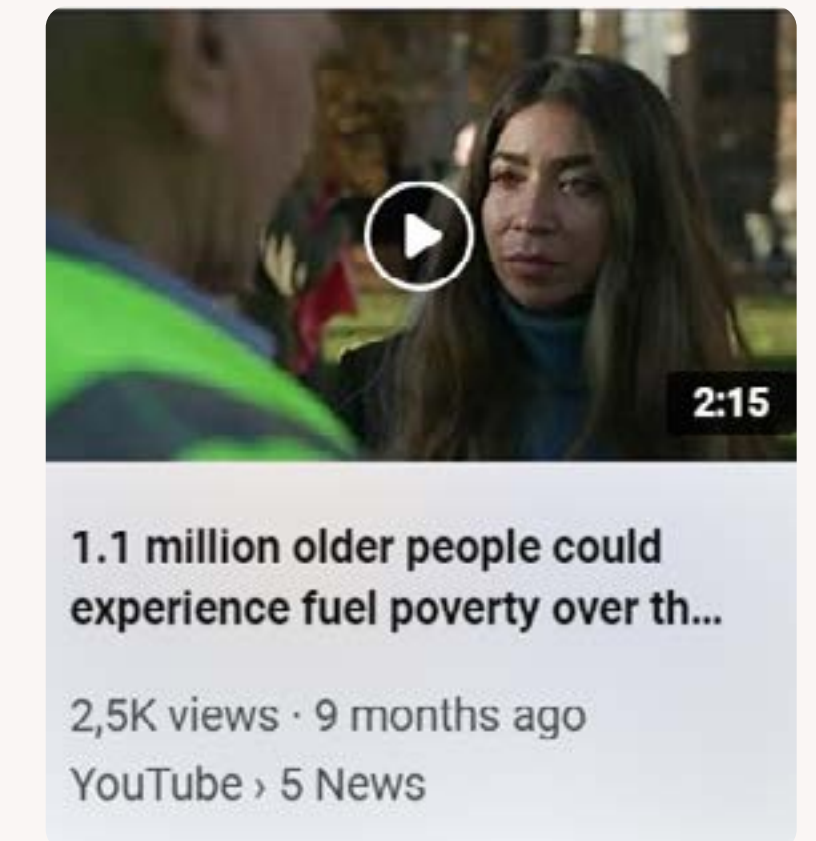 2:15
1.1 million older people could
experience fuel poverty over th...
2,5K views · 9 months ago
YouTube › 5 News